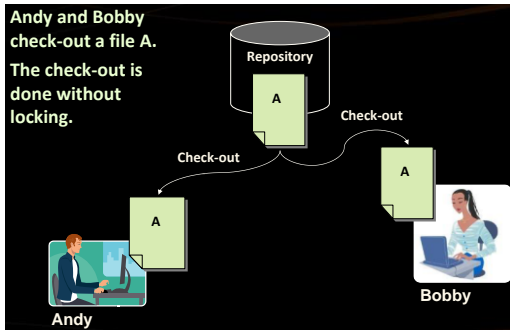 Andy and Bobby
check-out a file A.
The check-out is
done without
locking.
Repository
A
Check-out
Check-out
A
A
Andy
Bobby